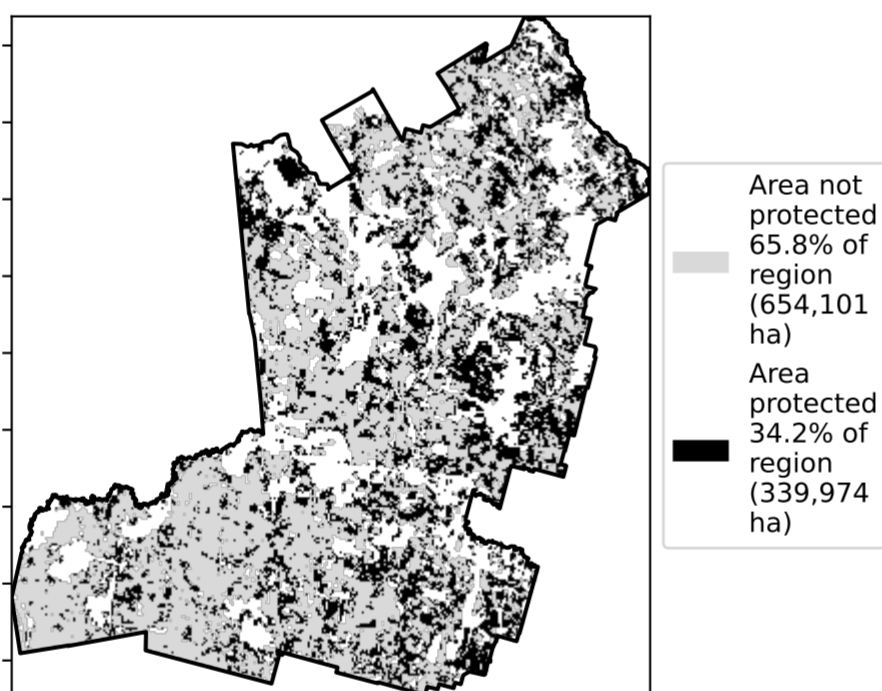 Area not
protected
65.8% of
region
(654,101
ha)
Area
protected
34.2% of
region
(339,974
ha)